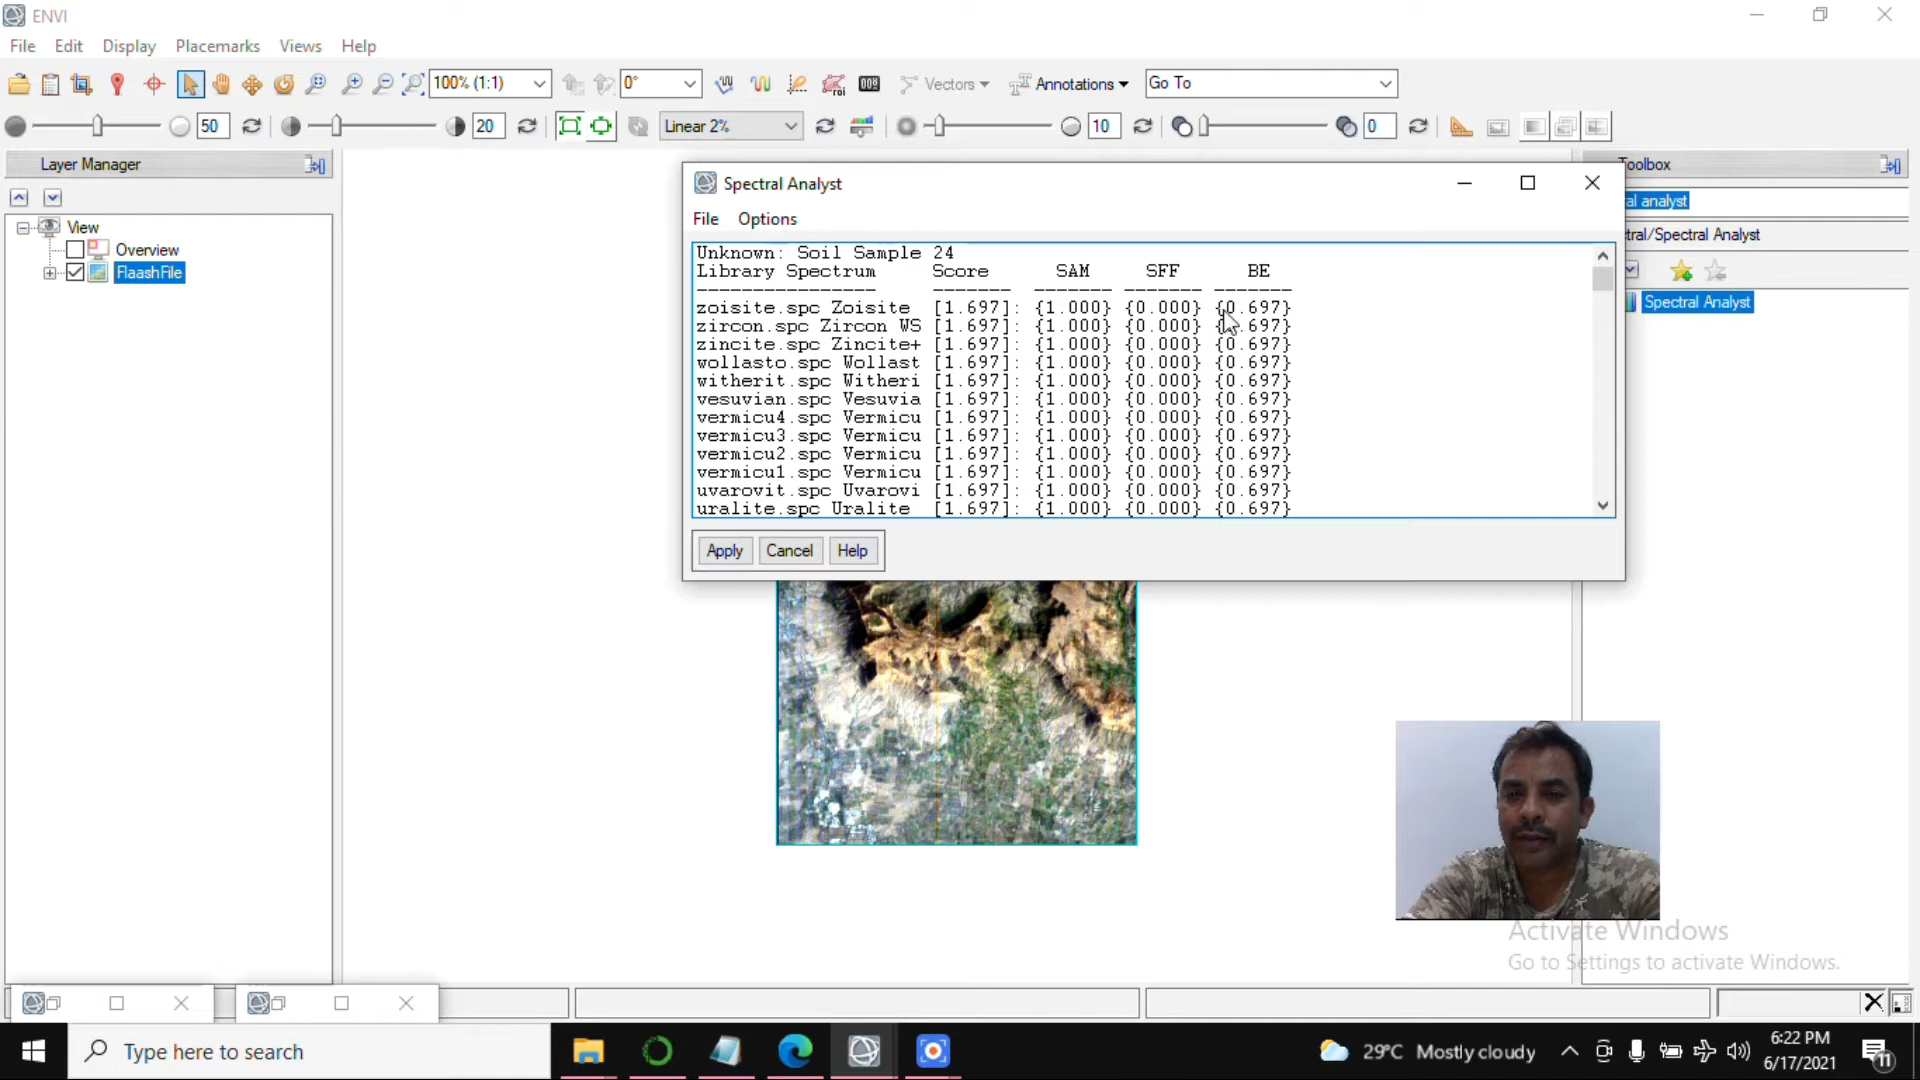 ENVI
File Edit Display Placemarks Views Help
100% (1:1) 0° Vectors Annotations Go To
50 20 Linear 2% 10 0
Layer Manager
View
Overview
FlaashFile
Spectral Analyst
File Options
Unknown: Soil Sample 24
Library Spectrum Score SAM SFF BE
zoisite.spc Zoisite [1.697]: {1.000} {0.000} {0.697}
zircon.spc Zircon WS [1.697]: {1.000} {0.000} {0.697}
zincite.spc Zincite+ [1.697]: {1.000} {0.000} {0.697}
wollasto.spc Wollast [1.697]: {1.000} {0.000} {0.697}
witherit.spc Witheri [1.697]: {1.000} {0.000} {0.697}
vesuvian.spc Vesuvia [1.697]: {1.000} {0.000} {0.697}
vermicu4.spc Vermicu [1.697]: {1.000} {0.000} {0.697}
vermicu3.spc Vermicu [1.697]: {1.000} {0.000} {0.697}
vermicu2.spc Vermicu [1.697]: {1.000} {0.000} {0.697}
vermicu1.spc Vermicu [1.697]: {1.000} {0.000} {0.697}
uvarovit.spc Uvarovi [1.697]: {1.000} {0.000} {0.697}
uralite.spc Uralite [1.697]: {1.000} {0.000} {0.697}
Apply Cancel Help
Toolbox
al analyst
tral/Spectral Analyst
Spectral Analyst
Activate Windows
Go to Settings to activate Windows.
Type here to search
29°C Mostly cloudy
6:22 PM
6/17/2021
11